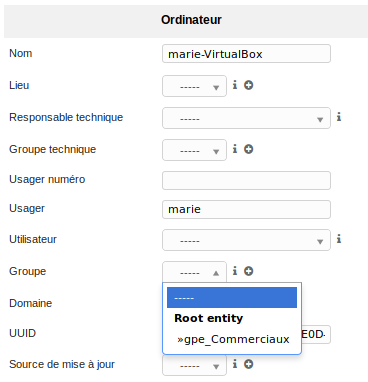 Ordinateur
Nom marie-VirtualBox
Lieu -----
Responsable technique -----
Groupe technique -----
Usager numéro
Usager marie
Utilisateur -----
Groupe -----
-----
Root entity
Domaine
»gpe_Commerciaux
UUID E0D-
Source de mise à jour -----